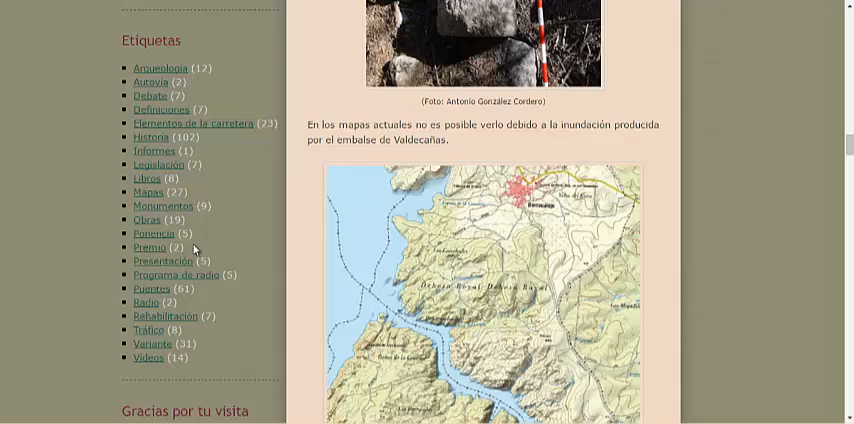 Etiquetas
Arqueología (12)
Autovía (2)
Debate (7)
Definiciones (7)
Elementos de la carretera (23)
Historia (102)
Informes (1)
Legislación (7)
Libros (8)
Mapas (27)
Monumentos (9)
Obras (19)
Ponencia (5)
Premio (2)
Presentación (5)
Programa de radio (5)
Puentes (61)
Radio (2)
Rehabilitación (7)
Tráfico (8)
Variante (31)
Vídeos (14)
Gracias por tu visita
(Foto: Antonio González Cordero)
En los mapas actuales no es posible verlo debido a la inundación producida
por el embalse de Valdecañas.
Berrocalejo
Dehesa Boyal-Dehesa Boyal